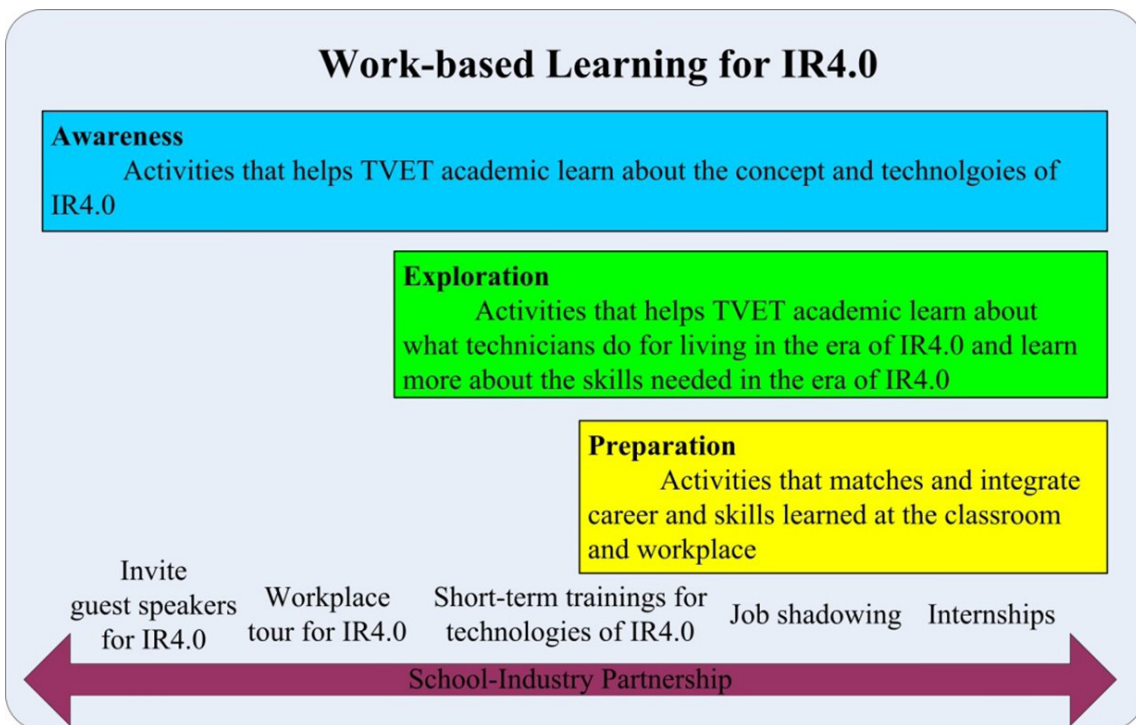 Work-based Learning for IR4.0
Awareness
Activities that helps TVET academic learn about the concept and technolgoies of
IR4.0
Exploration
Activities that helps TVET academic learn about
what technicians do for living in the era of IR4.0 and learn
more about the skills needed in the era of IR4.0
Preparation
Activities that matches and integrate
career and skills learned at the classroom
and workplace
Invite
guest speakers
for IR4.0
Workplace
tour for IR4.0
Short-term trainings for
technologies of IR4.0
Job shadowing
Internships
School-Industry Partnership